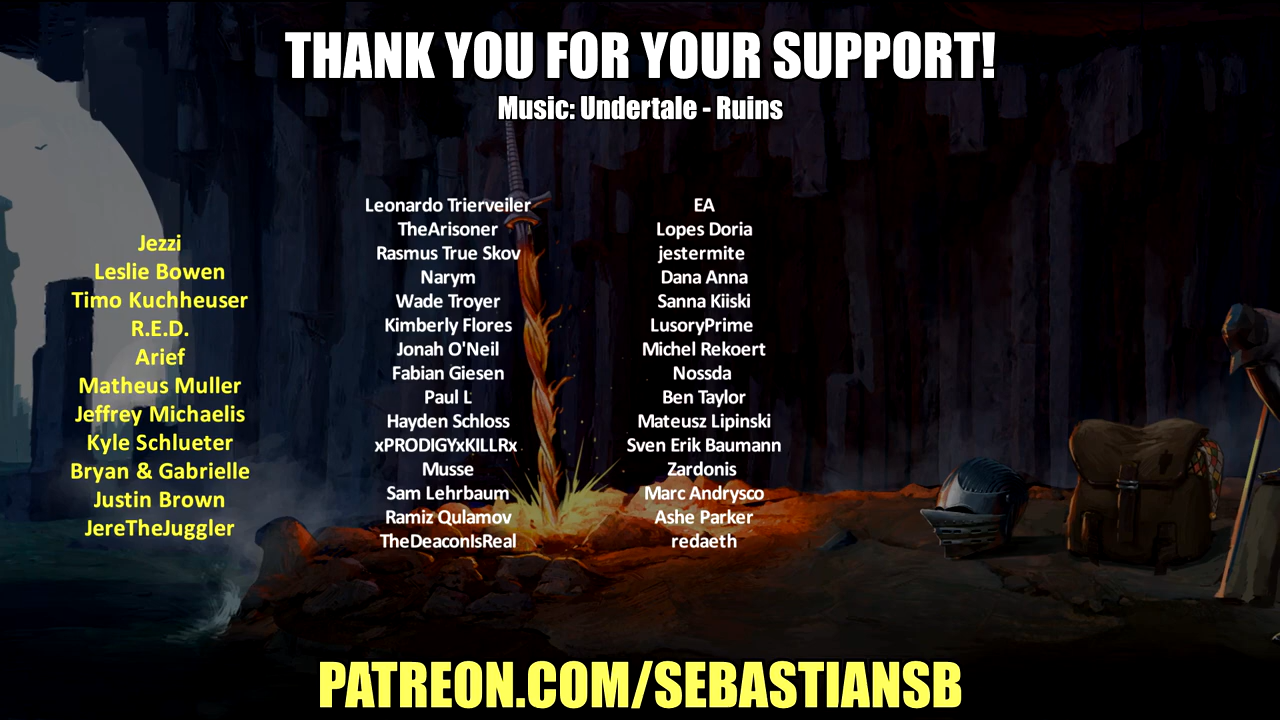 THANK YOU FOR YOUR SUPPORT!
Music: Undertale - Ruins
Jezzi
Leslie Bowen
Timo Kuchheuser
R.E.D.
Arief
Matheus Muller
Jeffrey Michaelis
Kyle Schlueter
Bryan & Gabrielle
Justin Brown
JereTheJuggler
Leonardo Trierveiler
TheArisoner
Rasmus True Skov
Narym
Wade Troyer
Kimberly Flores
Jonah O'Neil
Fabian Giesen
Paul L
Hayden Schloss
xPRODIGYxKILLRx
Musse
Sam Lehrbaum
Ramiz Qulamov
TheDeaconIsReal
EA
Lopes Doria
jestermite
Dana Anna
Sanna Kiiski
LusoryPrime
Michel Rekoert
Nossda
Ben Taylor
Mateusz Lipinski
Sven Erik Baumann
Zardonis
Marc Andrysco
Ashe Parker
redaeth
PATREON.COM/SEBASTIANSB